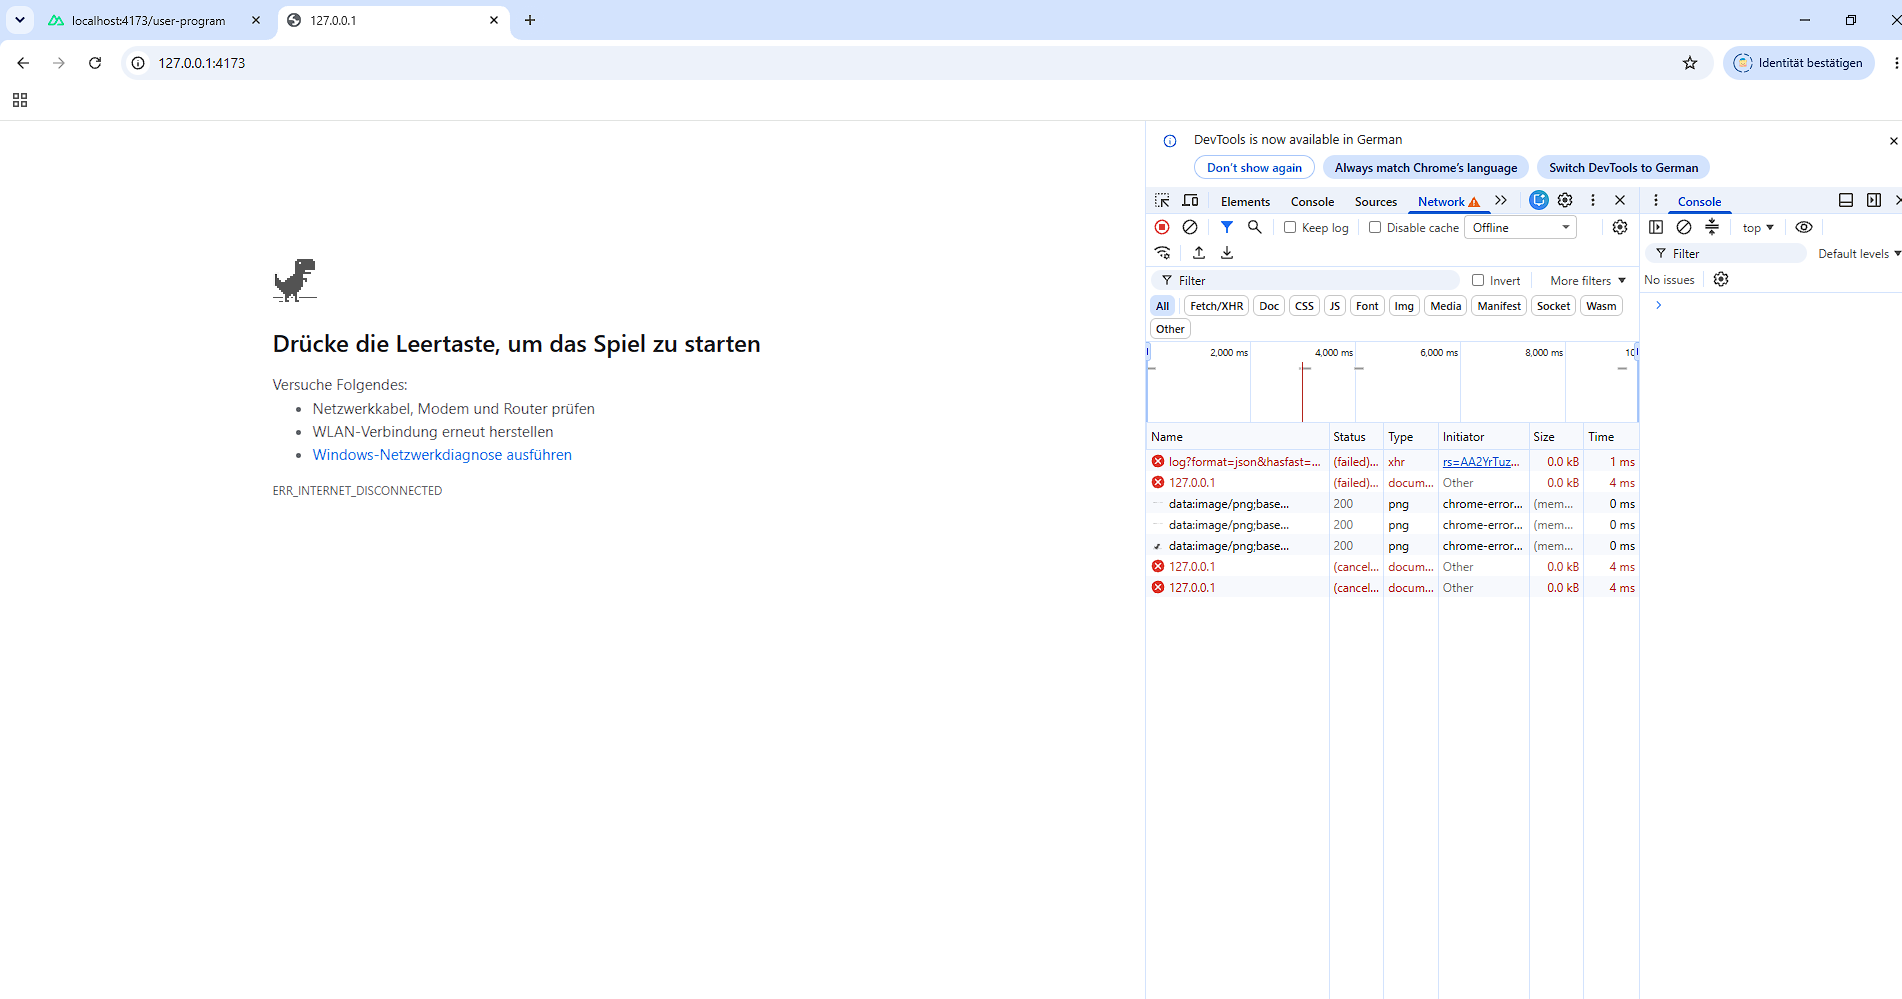 localhost:4173/user-program
127.0.0.1
127.0.0.1:4173
Identität bestätigen
Drücke die Leertaste, um das Spiel zu starten
Versuche Folgendes:
Netzwerkkabel, Modem und Router prüfen
WLAN-Verbindung erneut herstellen
Windows-Netzwerkdiagnose ausführen
ERR_INTERNET_DISCONNECTED
DevTools is now available in German
Don't show again Always match Chrome's language Switch DevTools to German
Elements Console Sources Network
Keep log Disable cache Offline
Filter Invert More filters
All Fetch/XHR Doc CSS JS Font Img Media Manifest Socket Wasm
Other
2,000 ms 4,000 ms 6,000 ms 8,000 ms 10
Name Status Type Initiator Size Time
log?format=json&hasfast=... (failed)... xhr rs=AA2YrTuz... 0.0 kB 1 ms
127.0.0.1 (failed)... docum... Other 0.0 kB 4 ms
data:image/png;base... 200 png chrome-error... (mem... 0 ms
data:image/png;base... 200 png chrome-error... (mem... 0 ms
data:image/png;base... 200 png chrome-error... (mem... 0 ms
127.0.0.1 (cancel... docum... Other 0.0 kB 4 ms
127.0.0.1 (cancel... docum... Other 0.0 kB 4 ms
Console
top
Filter Default levels
No issues